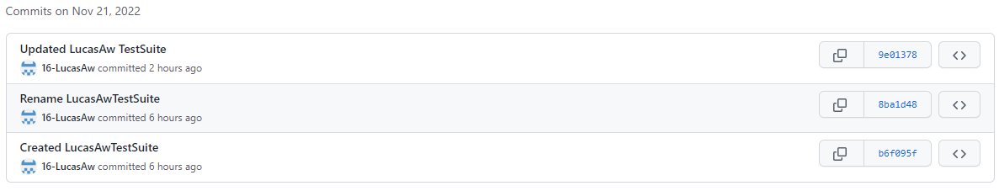 Commits on Nov 21, 2022
Updated LucasAw TestSuite
16-LucasAw committed 2 hours ago
9e01378
Rename LucasAwTestSuite
16-LucasAw committed 6 hours ago
8ba1d48
Created LucasAwTestSuite
16-LucasAw committed 6 hours ago
b6f095f